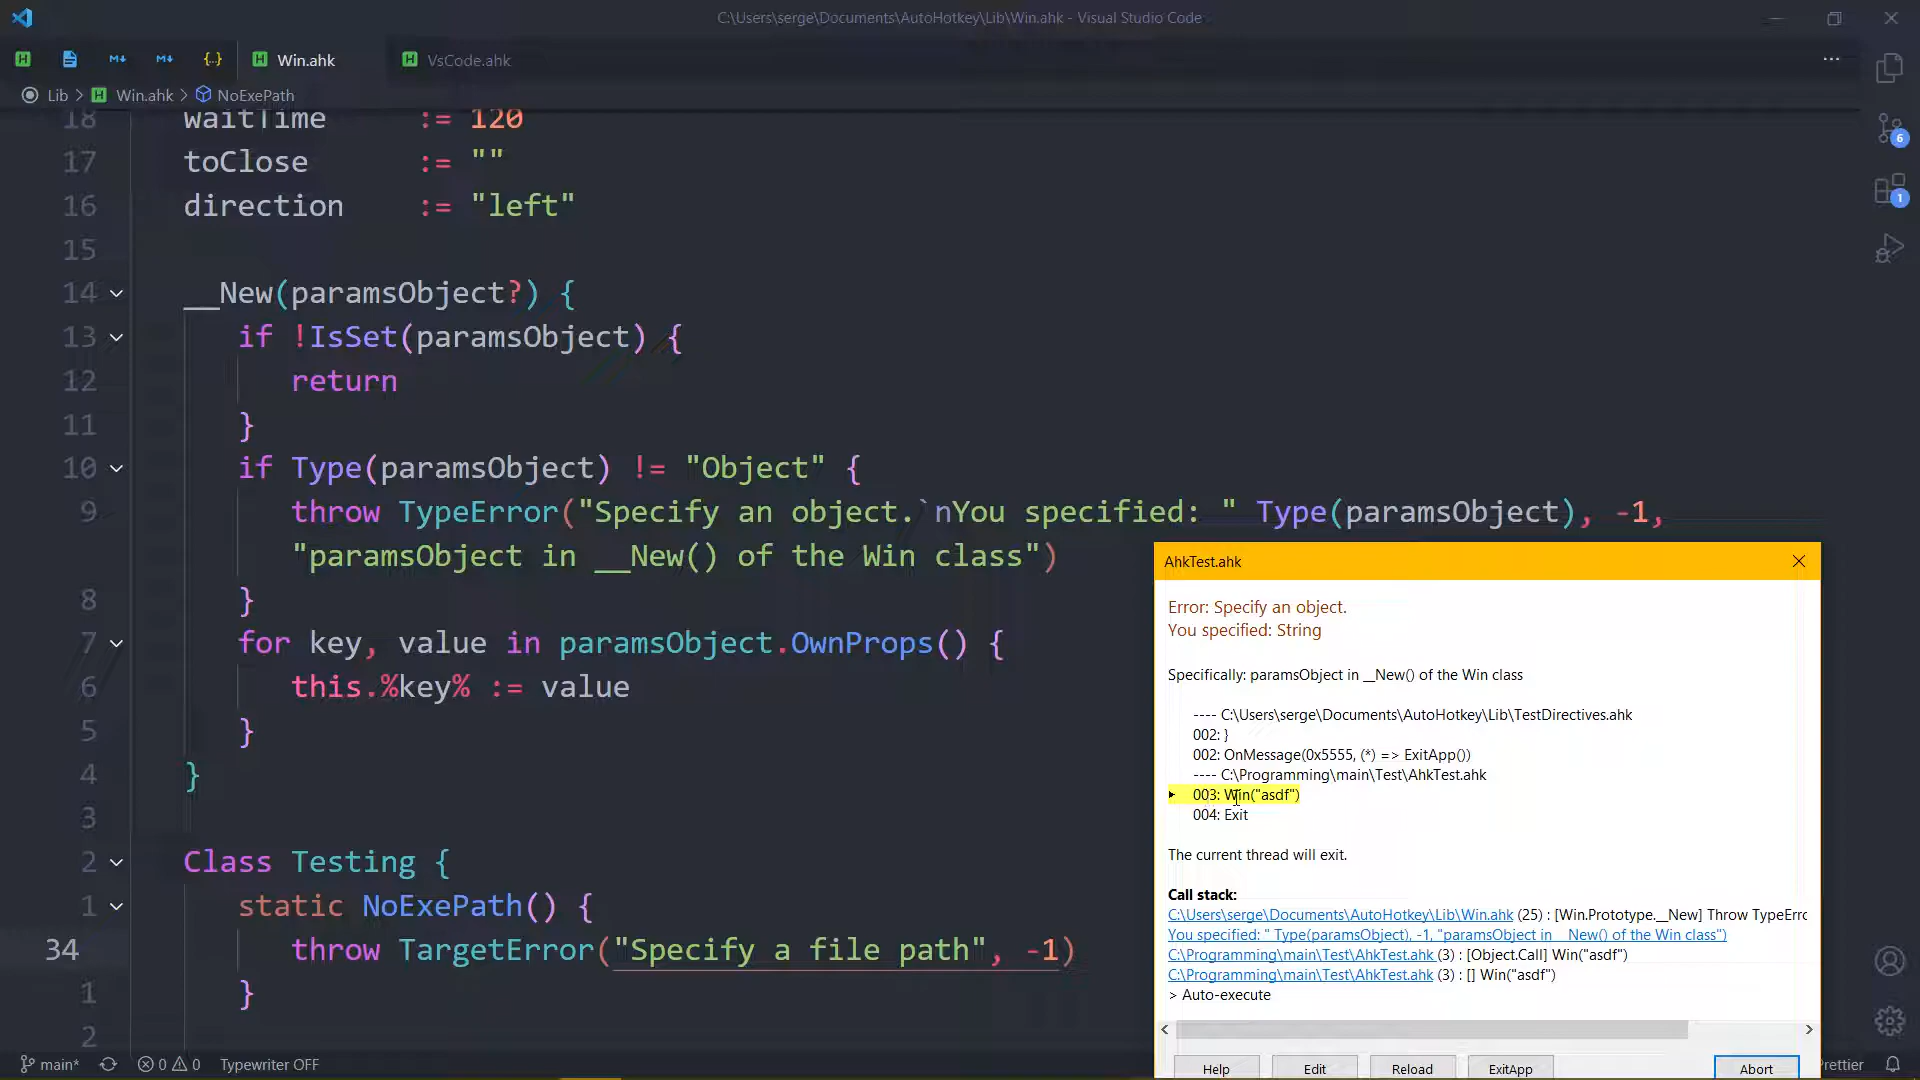 C:\Users\serge\Documents\AutoHotkey\Lib\Win.ahk - Visual Studio Code
Win.ahk
VsCode.ahk
Lib > Win.ahk > NoExePath
18 waitTime := 120
17 toClose := ""
16 direction := "left"
15
14 __New(paramsObject?) {
13 if !IsSet(paramsObject) {
12 return
11 }
10 if Type(paramsObject) != "Object" {
9 throw TypeError("Specify an object.`nYou specified: " Type(paramsObject), -1,
"paramsObject in __New() of the Win class")
8 }
7 for key, value in paramsObject.OwnProps() {
6 this.%key% := value
5 }
4 }
3
2 Class Testing {
1 static NoExePath() {
34 throw TargetError("Specify a file path", -1)
1 }
2
6
1
AhkTest.ahk
Error: Specify an object.
You specified: String
Specifically: paramsObject in __New() of the Win class
---- C:\Users\serge\Documents\AutoHotkey\Lib\TestDirectives.ahk
002: }
002: OnMessage(0x5555, (*) => ExitApp())
---- C:\Programming\main\Test\AhkTest.ahk
003: Win("asdf")
004: Exit
The current thread will exit.
Call stack:
C:\Users\serge\Documents\AutoHotkey\Lib\Win.ahk (25) : [Win.Prototype.__New] Throw TypeErro
You specified: " Type(paramsObject), -1, "paramsObject in __New() of the Win class")
C:\Programming\main\Test\AhkTest.ahk (3) : [Object.Call] Win("asdf")
C:\Programming\main\Test\AhkTest.ahk (3) : [] Win("asdf")
> Auto-execute
Help Edit Reload ExitApp Abort
main* 0 0 Typewriter OFF
rettier